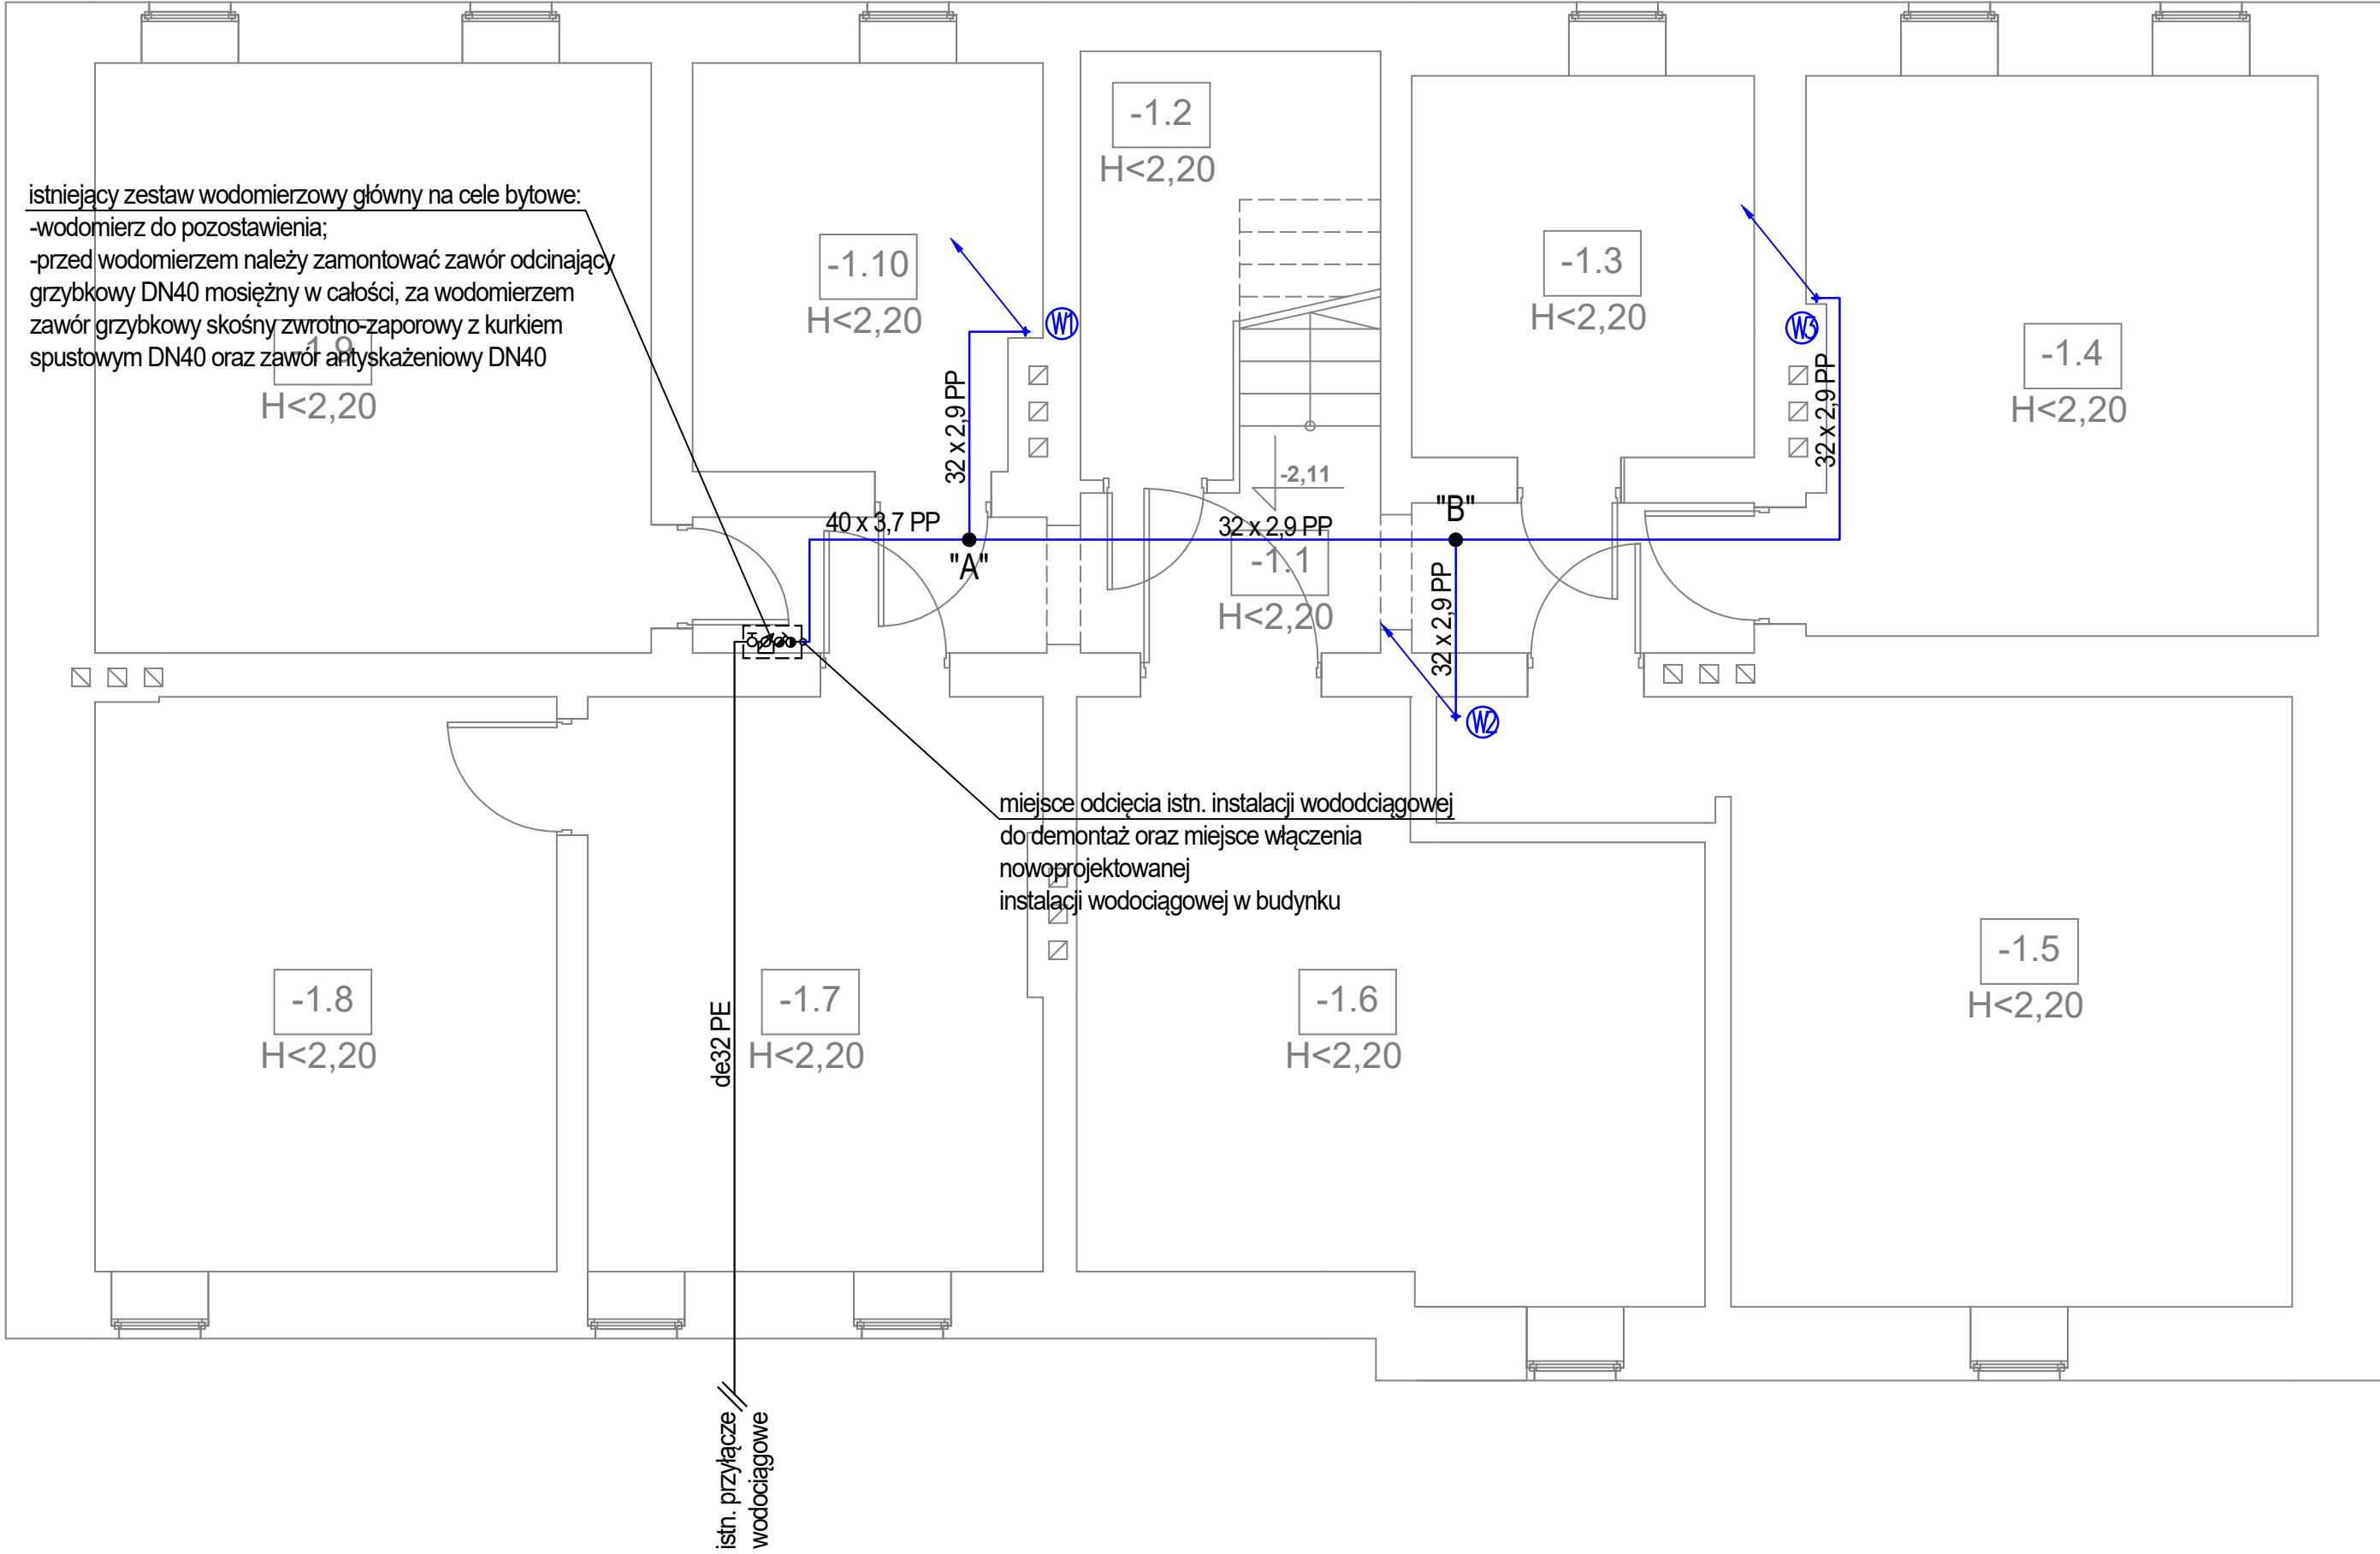 -1.2
H<2,20
istniejący zestaw wodomierzowy główny na cele bytowe:
-wodomierz do pozostawienia;
-przed wodomierzem należy zamontować zawór odcinający
grzybkowy DN40 mosiężny w całości, za wodomierzem
zawór grzybkowy skośny zwrotno-zaporowy z kurkiem
spustowym DN40 oraz zawór antyskażeniowy DN40
-1.9
H<2,20
-1.10
H<2,20
W1
32 x 2,9 PP
-1.3
H<2,20
W3
32 x 2,9 PP
-1.4
H<2,20
-2,11
40 x 3,7 PP
"A"
32 x 2,9 PP
"B"
-1.1
H<2,20
32 x 2,9 PP
W2
miejsce odcięcia istn. instalacji wododciągowej
do demontaż oraz miejsce włączenia
nowoprojektowanej
instalacji wodociągowej w budynku
-1.8
H<2,20
de32 PE
-1.7
H<2,20
-1.6
H<2,20
-1.5
H<2,20
istn. przyłącze
wodociągowe